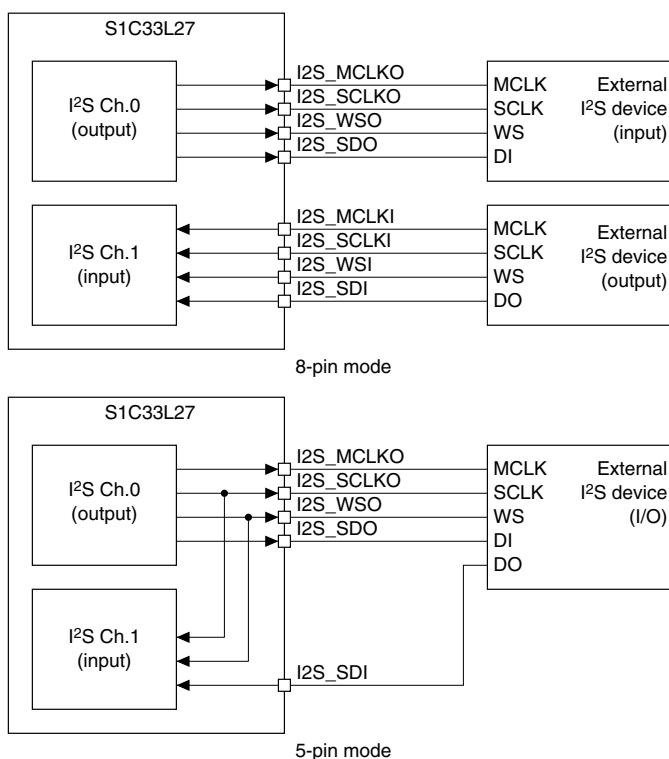 S1C33L27
I2S Ch.0
(output)
I2S_MCLKO
I2S_SCLKO
I2S_WSO
I2S_SDO
MCLK
SCLK
WS
DI
External
I2S device
(input)
I2S Ch.1
(input)
I2S_MCLKI
I2S_SCLKI
I2S_WSI
I2S_SDI
MCLK
SCLK
WS
DO
External
I2S device
(output)
8-pin mode
S1C33L27
I2S Ch.0
(output)
I2S_MCLKO
I2S_SCLKO
I2S_WSO
I2S_SDO
MCLK
SCLK
WS
DI
DO
External
I2S device
(I/O)
I2S Ch.1
(input)
I2S_SDI
5-pin mode